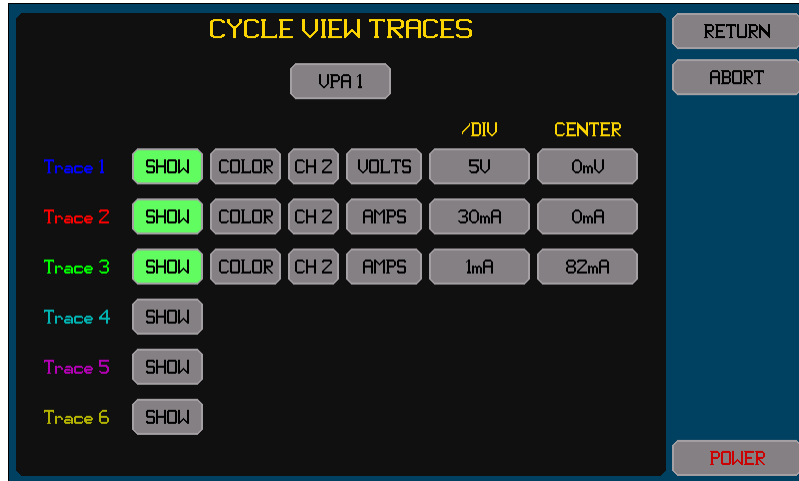 CYCLE VIEW TRACES
RETURN
VPA 1
ABORT
/DIV CENTER
Trace 1 SHOW COLOR CH 2 VOLTS 5V 0mV
Trace 2 SHOW COLOR CH 2 AMPS 30mA 0mA
Trace 3 SHOW COLOR CH 2 AMPS 1mA 82mA
Trace 4 SHOW
Trace 5 SHOW
Trace 6 SHOW
POWER